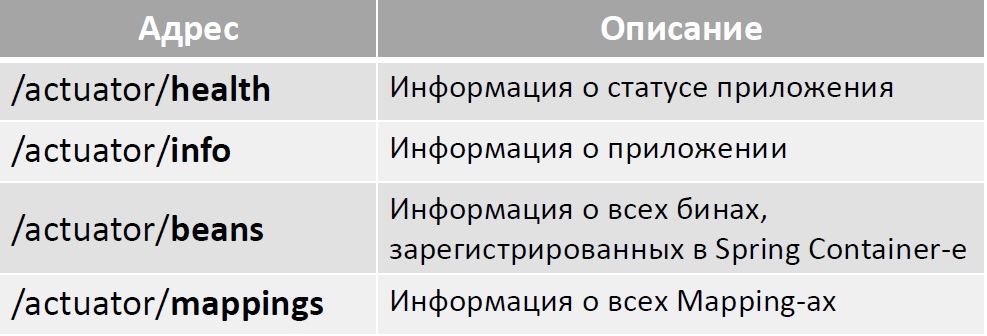 Адрес Описание
/actuator/health Информация о статусе приложения
/actuator/info Информация о приложении
/actuator/beans Информация о всех бинах,
зарегистрированных в Spring Container-е
/actuator/mappings Информация о всех Mapping-ах